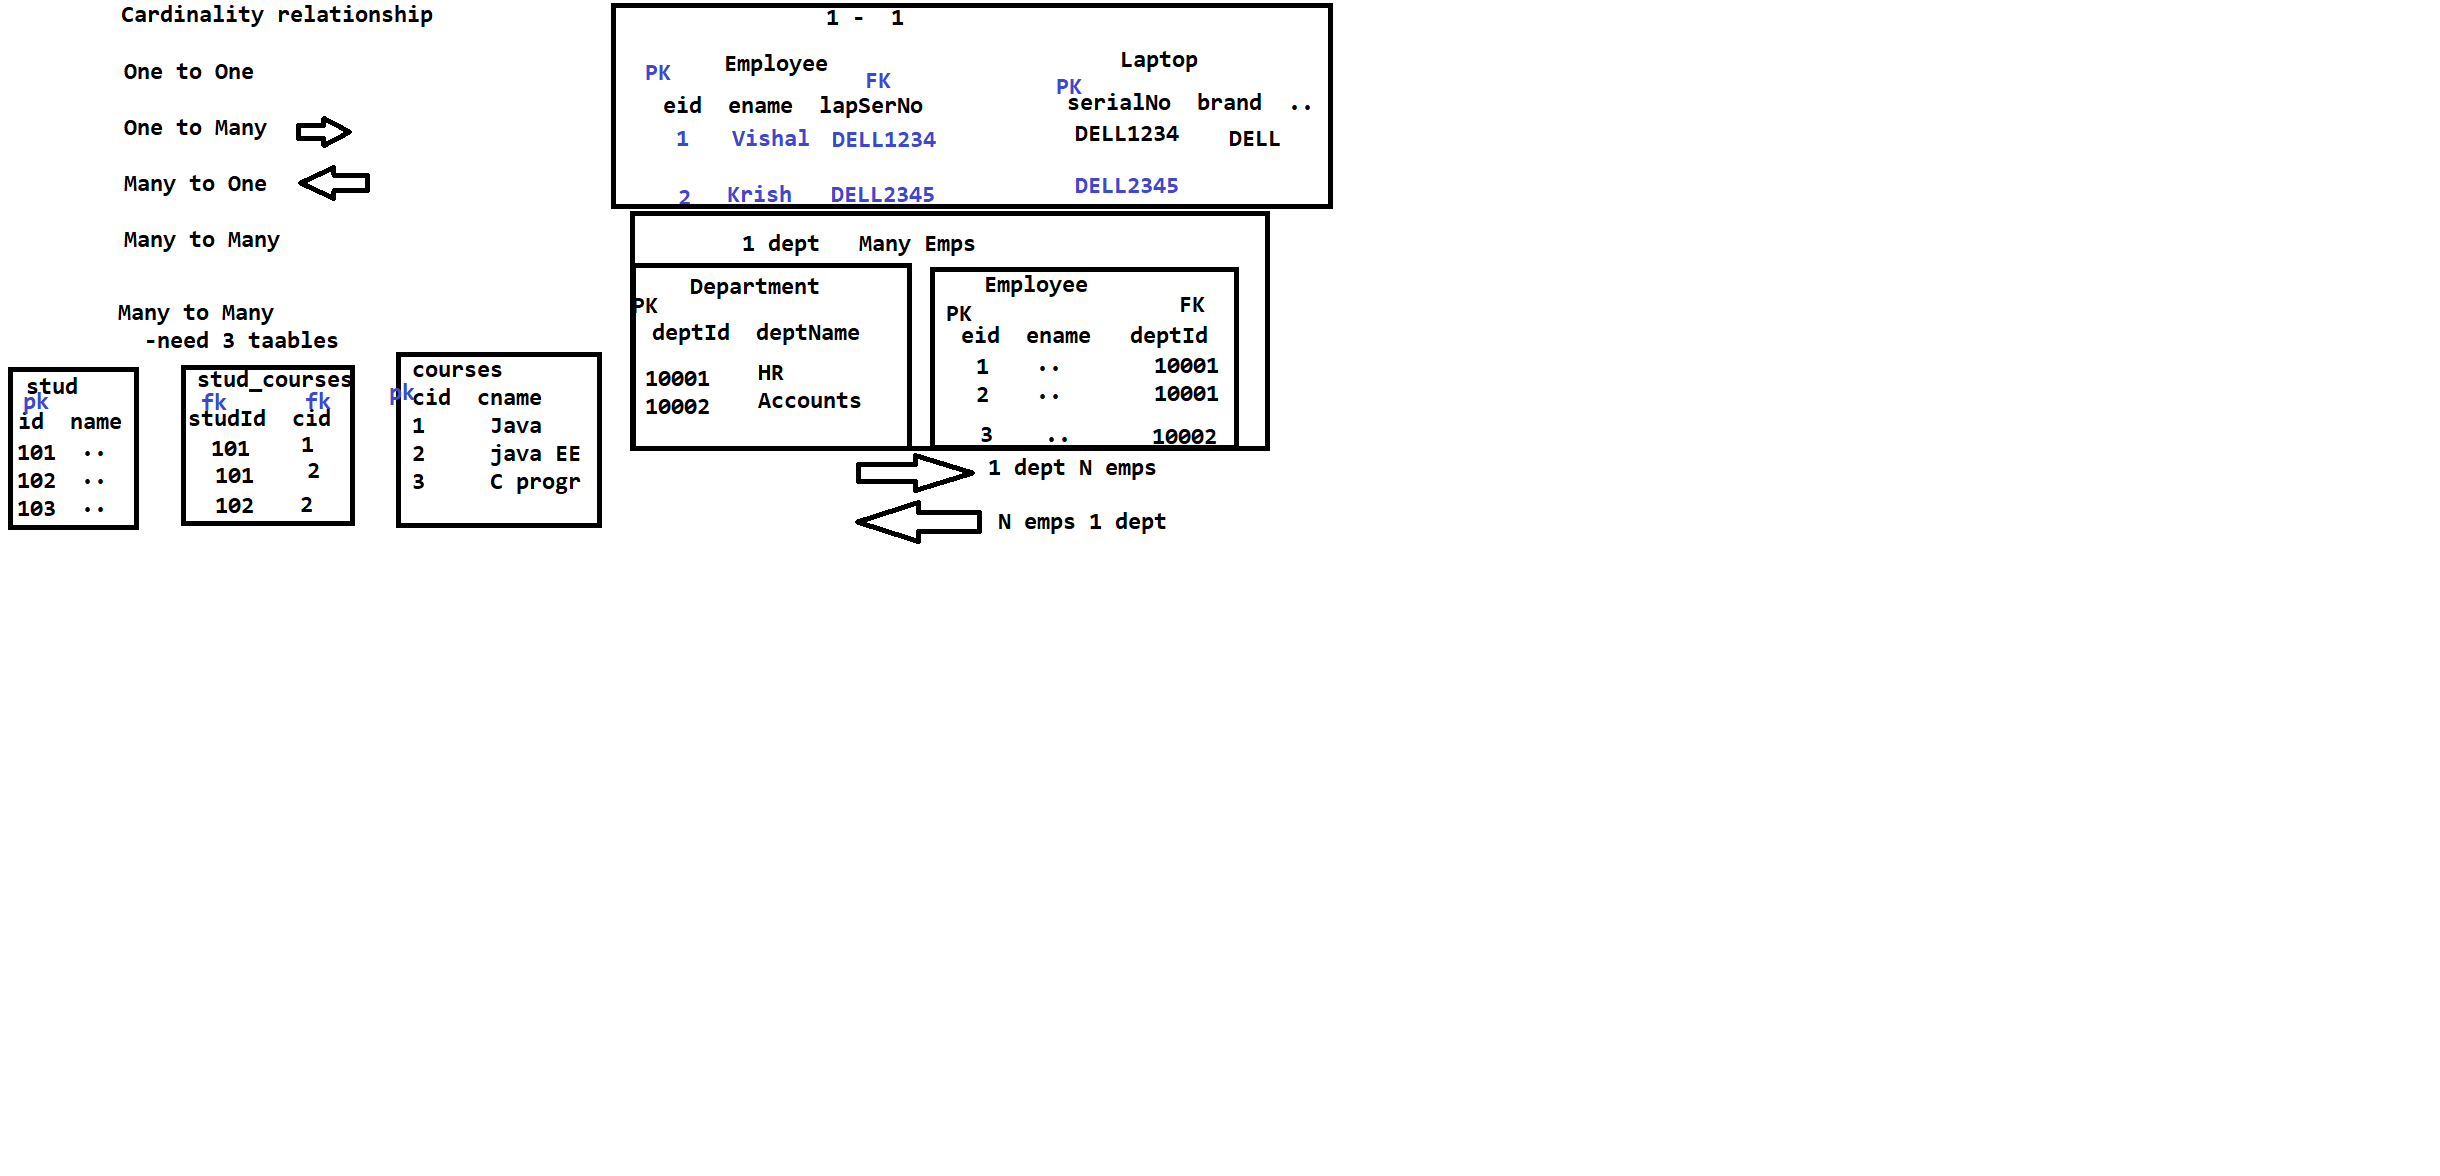 Cardinality relationship
One to One
One to Many
Many to One
Many to Many
Many to Many
-need 3 taables
stud
pk
id name
101 ..
102 ..
103 ..
stud_courses
fk fk
studId cid
101 1
101 2
102 2
courses
pk
cid cname
1 Java
2 java EE
3 C progr
1 - 1
Employee
PK FK
eid ename lapSerNo
1 Vishal DELL1234
2 Krish DELL2345
Laptop
PK
serialNo brand ..
DELL1234 DELL
DELL2345
1 dept Many Emps
Department
PK
deptId deptName
10001 HR
10002 Accounts
Employee
PK FK
eid ename deptId
1 .. 10001
2 .. 10001
3 .. 10002
1 dept N emps
N emps 1 dept